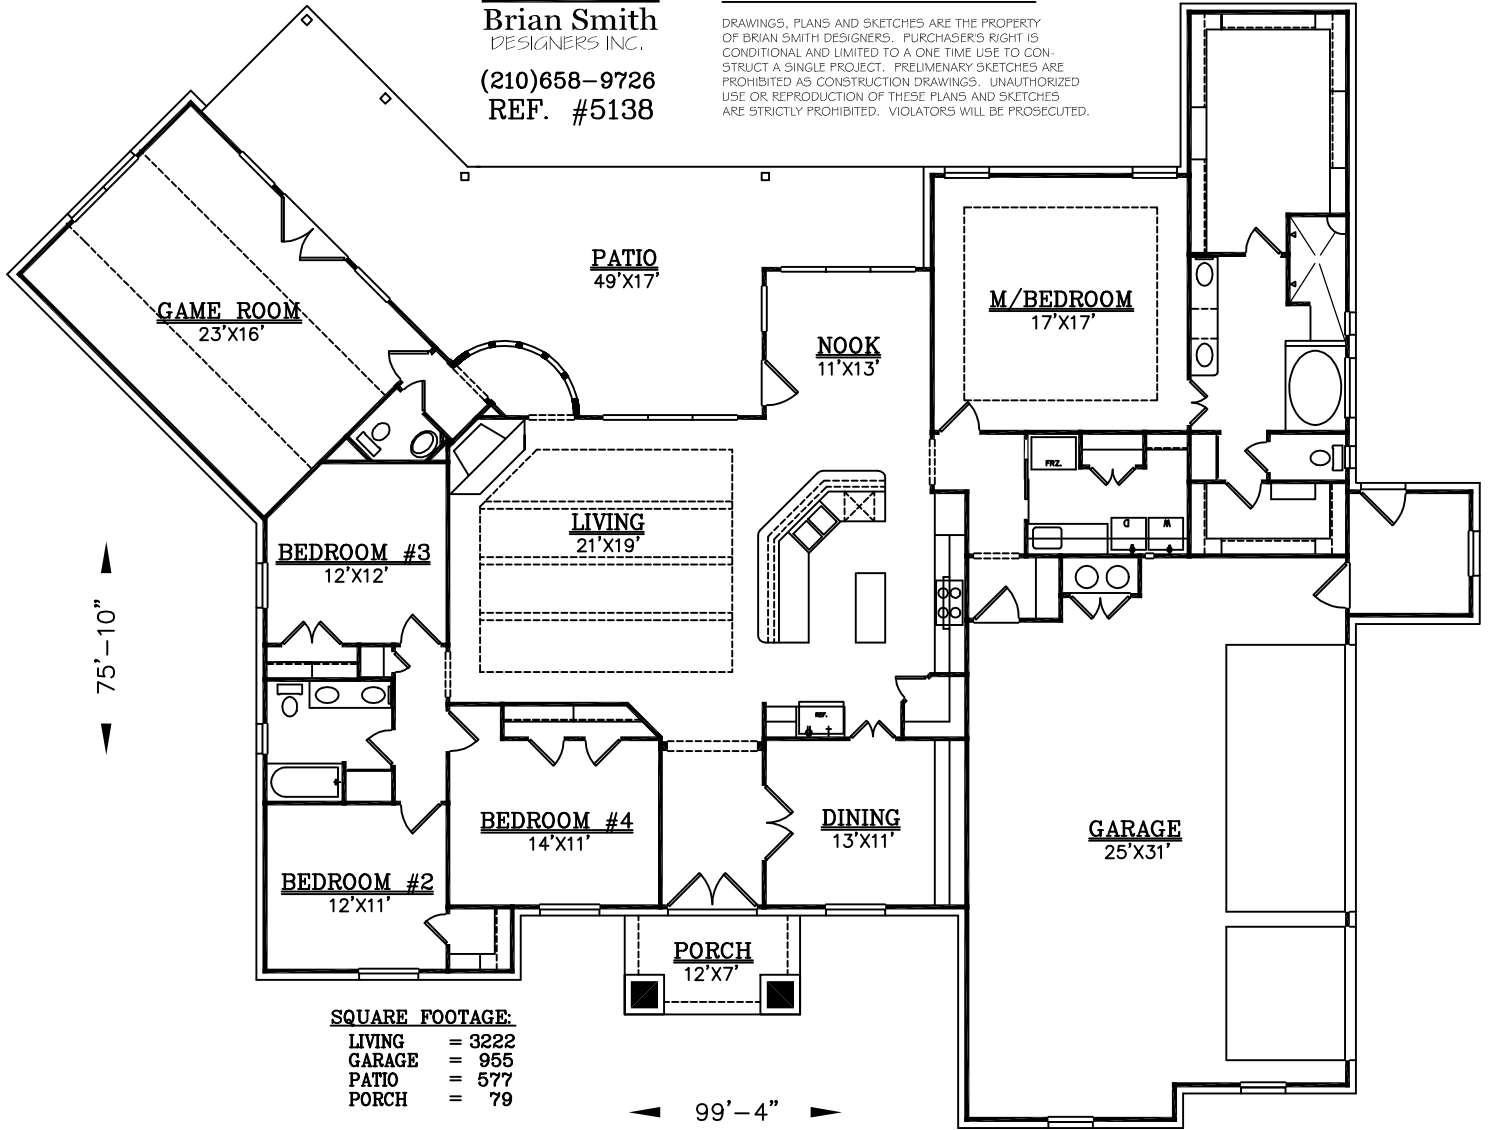 Brian Smith
DESIGNERS INC.
(210)658-9726
REF. #5138
DRAWINGS, PLANS AND SKETCHES ARE THE PROPERTY
OF BRIAN SMITH DESIGNERS. PURCHASER'S RIGHT IS
CONDITIONAL AND LIMITED TO A ONE TIME USE TO CON-
STRUCT A SINGLE PROJECT. PRELIMENARY SKETCHES ARE
PROHIBITED AS CONSTRUCTION DRAWINGS. UNAUTHORIZED
USE OR REPRODUCTION OF THESE PLANS AND SKETCHES
ARE STRICTLY PROHIBITED. VIOLATORS WILL BE PROSECUTED.
PATIO
49'X17'
GAME ROOM
23'X16'
M/BEDROOM
17'X17'
NOOK
11'X13'
FRZ.
LIVING
21'X19'
D
W
BEDROOM #3
12'X12'
75'-10"
REF.
BEDROOM #4
14'X11'
DINING
13'X11'
GARAGE
25'X31'
BEDROOM #2
12'X11'
PORCH
12'X7'
SQUARE FOOTAGE:
LIVING = 3222
GARAGE = 955
PATIO = 577
PORCH = 79
99'-4"